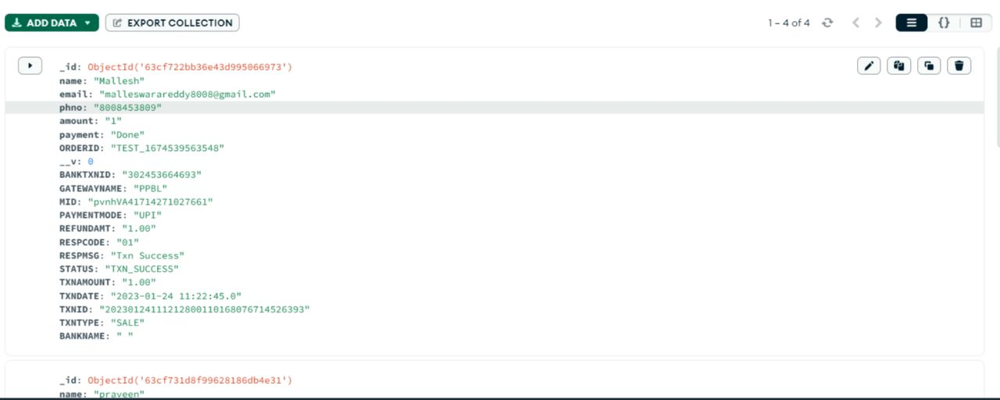 ADD DATA
EXPORT COLLECTION
1 – 4 of 4
{}
_id: ObjectId('63cf722bb36e43d995066973')
name: "Mallesh"
email: "malleswarareddy8008@gmail.com"
phno: "8008453809"
amount: "1"
payment: "Done"
ORDERID: "TEST_1674539563548"
__v: 0
BANKTXNID: "302453664693"
GATEWAYNAME: "PPBL"
MID: "pvnhVA41714271027661"
PAYMENTMODE: "UPI"
REFUNDAMT: "1.00"
RESPCODE: "01"
RESPMSG: "Txn Success"
STATUS: "TXN_SUCCESS"
TXNAMOUNT: "1.00"
TXNDATE: "2023-01-24 11:22:45.0"
TXNID: "20230124111212800110168076714526393"
TXNTYPE: "SALE"
BANKNAME: " "
_id: ObjectId('63cf731d8f99628186db4e31')
name: "praveen"